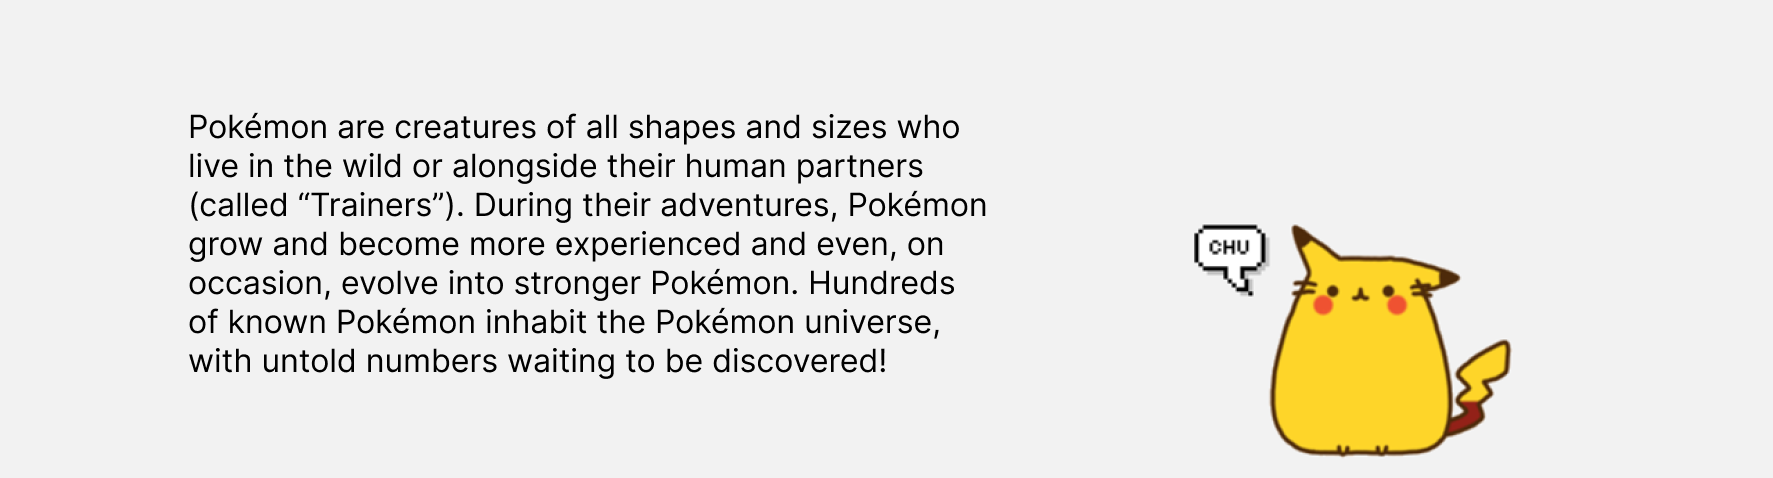 Pokémon are creatures of all shapes and sizes who
live in the wild or alongside their human partners
(called “Trainers”). During their adventures, Pokémon
grow and become more experienced and even, on
occasion, evolve into stronger Pokémon. Hundreds
of known Pokémon inhabit the Pokémon universe,
with untold numbers waiting to be discovered!
CHU